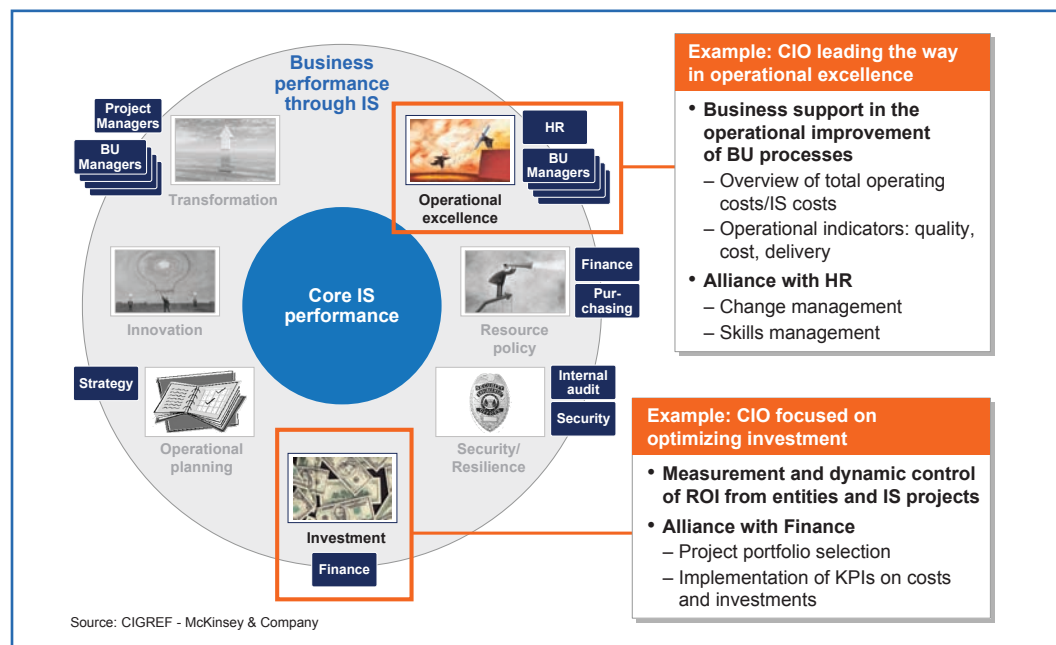 Business
performance
through IS
Project
Managers
BU
Managers
Transformation
HR
BU
Managers
Operational
excellence
Innovation
Core IS
performance
Finance
Pur-
chasing
Resource
policy
Strategy
Operational
planning
Internal
audit
Security
Security/
Resilience
Investment
Finance
Example: CIO leading the way
in operational excellence
• Business support in the
operational improvement
of BU processes
– Overview of total operating
costs/IS costs
– Operational indicators: quality,
cost, delivery
• Alliance with HR
– Change management
– Skills management
Example: CIO focused on
optimizing investment
• Measurement and dynamic control
of ROI from entities and IS projects
• Alliance with Finance
– Project portfolio selection
– Implementation of KPIs on costs
and investments
Source: CIGREF - McKinsey & Company